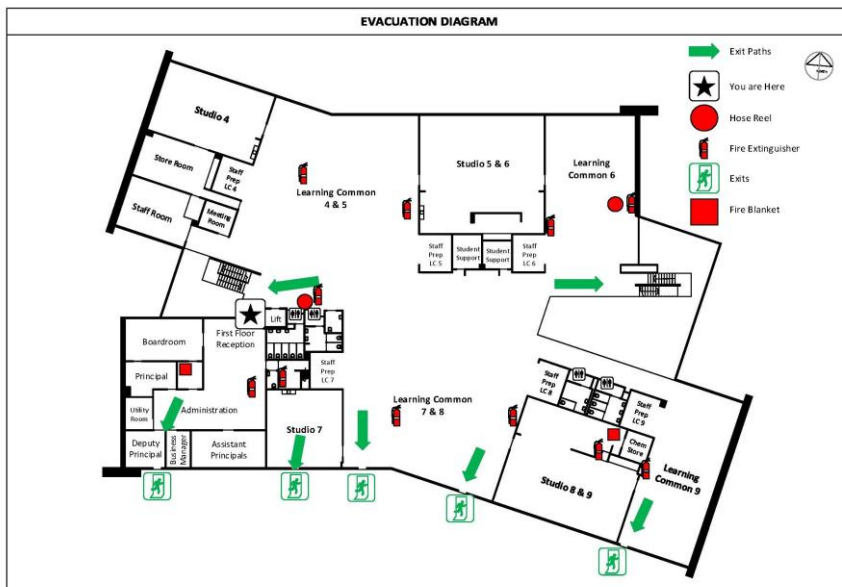 EVACUATION DIAGRAM
Exit Paths
You are Here
Hose Reel
Fire Extinguisher
Exits
Fire Blanket
Studio 4
Store Room
Staff
Prep
LC 4
Staff Room
Meeting
Room
Learning Common
4 & 5
Studio 5 & 6
Learning
Common 6
Staff
Prep
LC 5
Student
Support
Student
Support
Staff
Prep
LC 6
Lift
First Floor
Reception
Boardroom
Principal
Utility
Room
Administration
Deputy
Principal
Business
Manager
Assistant
Principals
Staff
Prep
LC 7
Studio 7
Learning Common
7 & 8
Staff
Prep
LC 8
Staff
Prep
LC 9
Chem
Store
Studio 8 & 9
Learning
Common 9